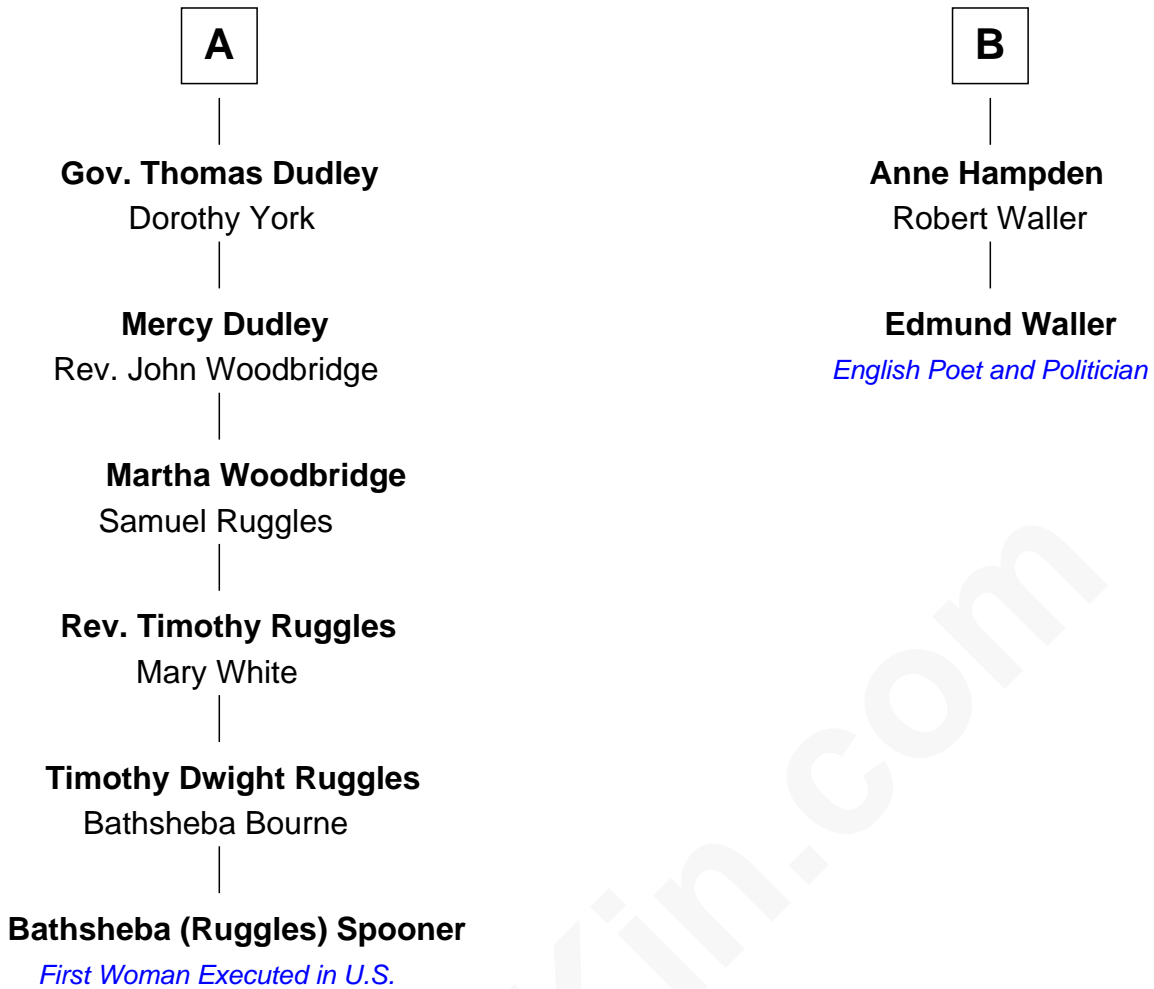 A
Gov. Thomas Dudley
Dorothy York
Mercy Dudley
Rev. John Woodbridge
Martha Woodbridge
Samuel Ruggles
Rev. Timothy Ruggles
Mary White
Timothy Dwight Ruggles
Bathsheba Bourne
Bathsheba (Ruggles) Spooner
First Woman Executed in U.S.
B
Anne Hampden
Robert Waller
Edmund Waller
English Poet and Politician
Kin.com